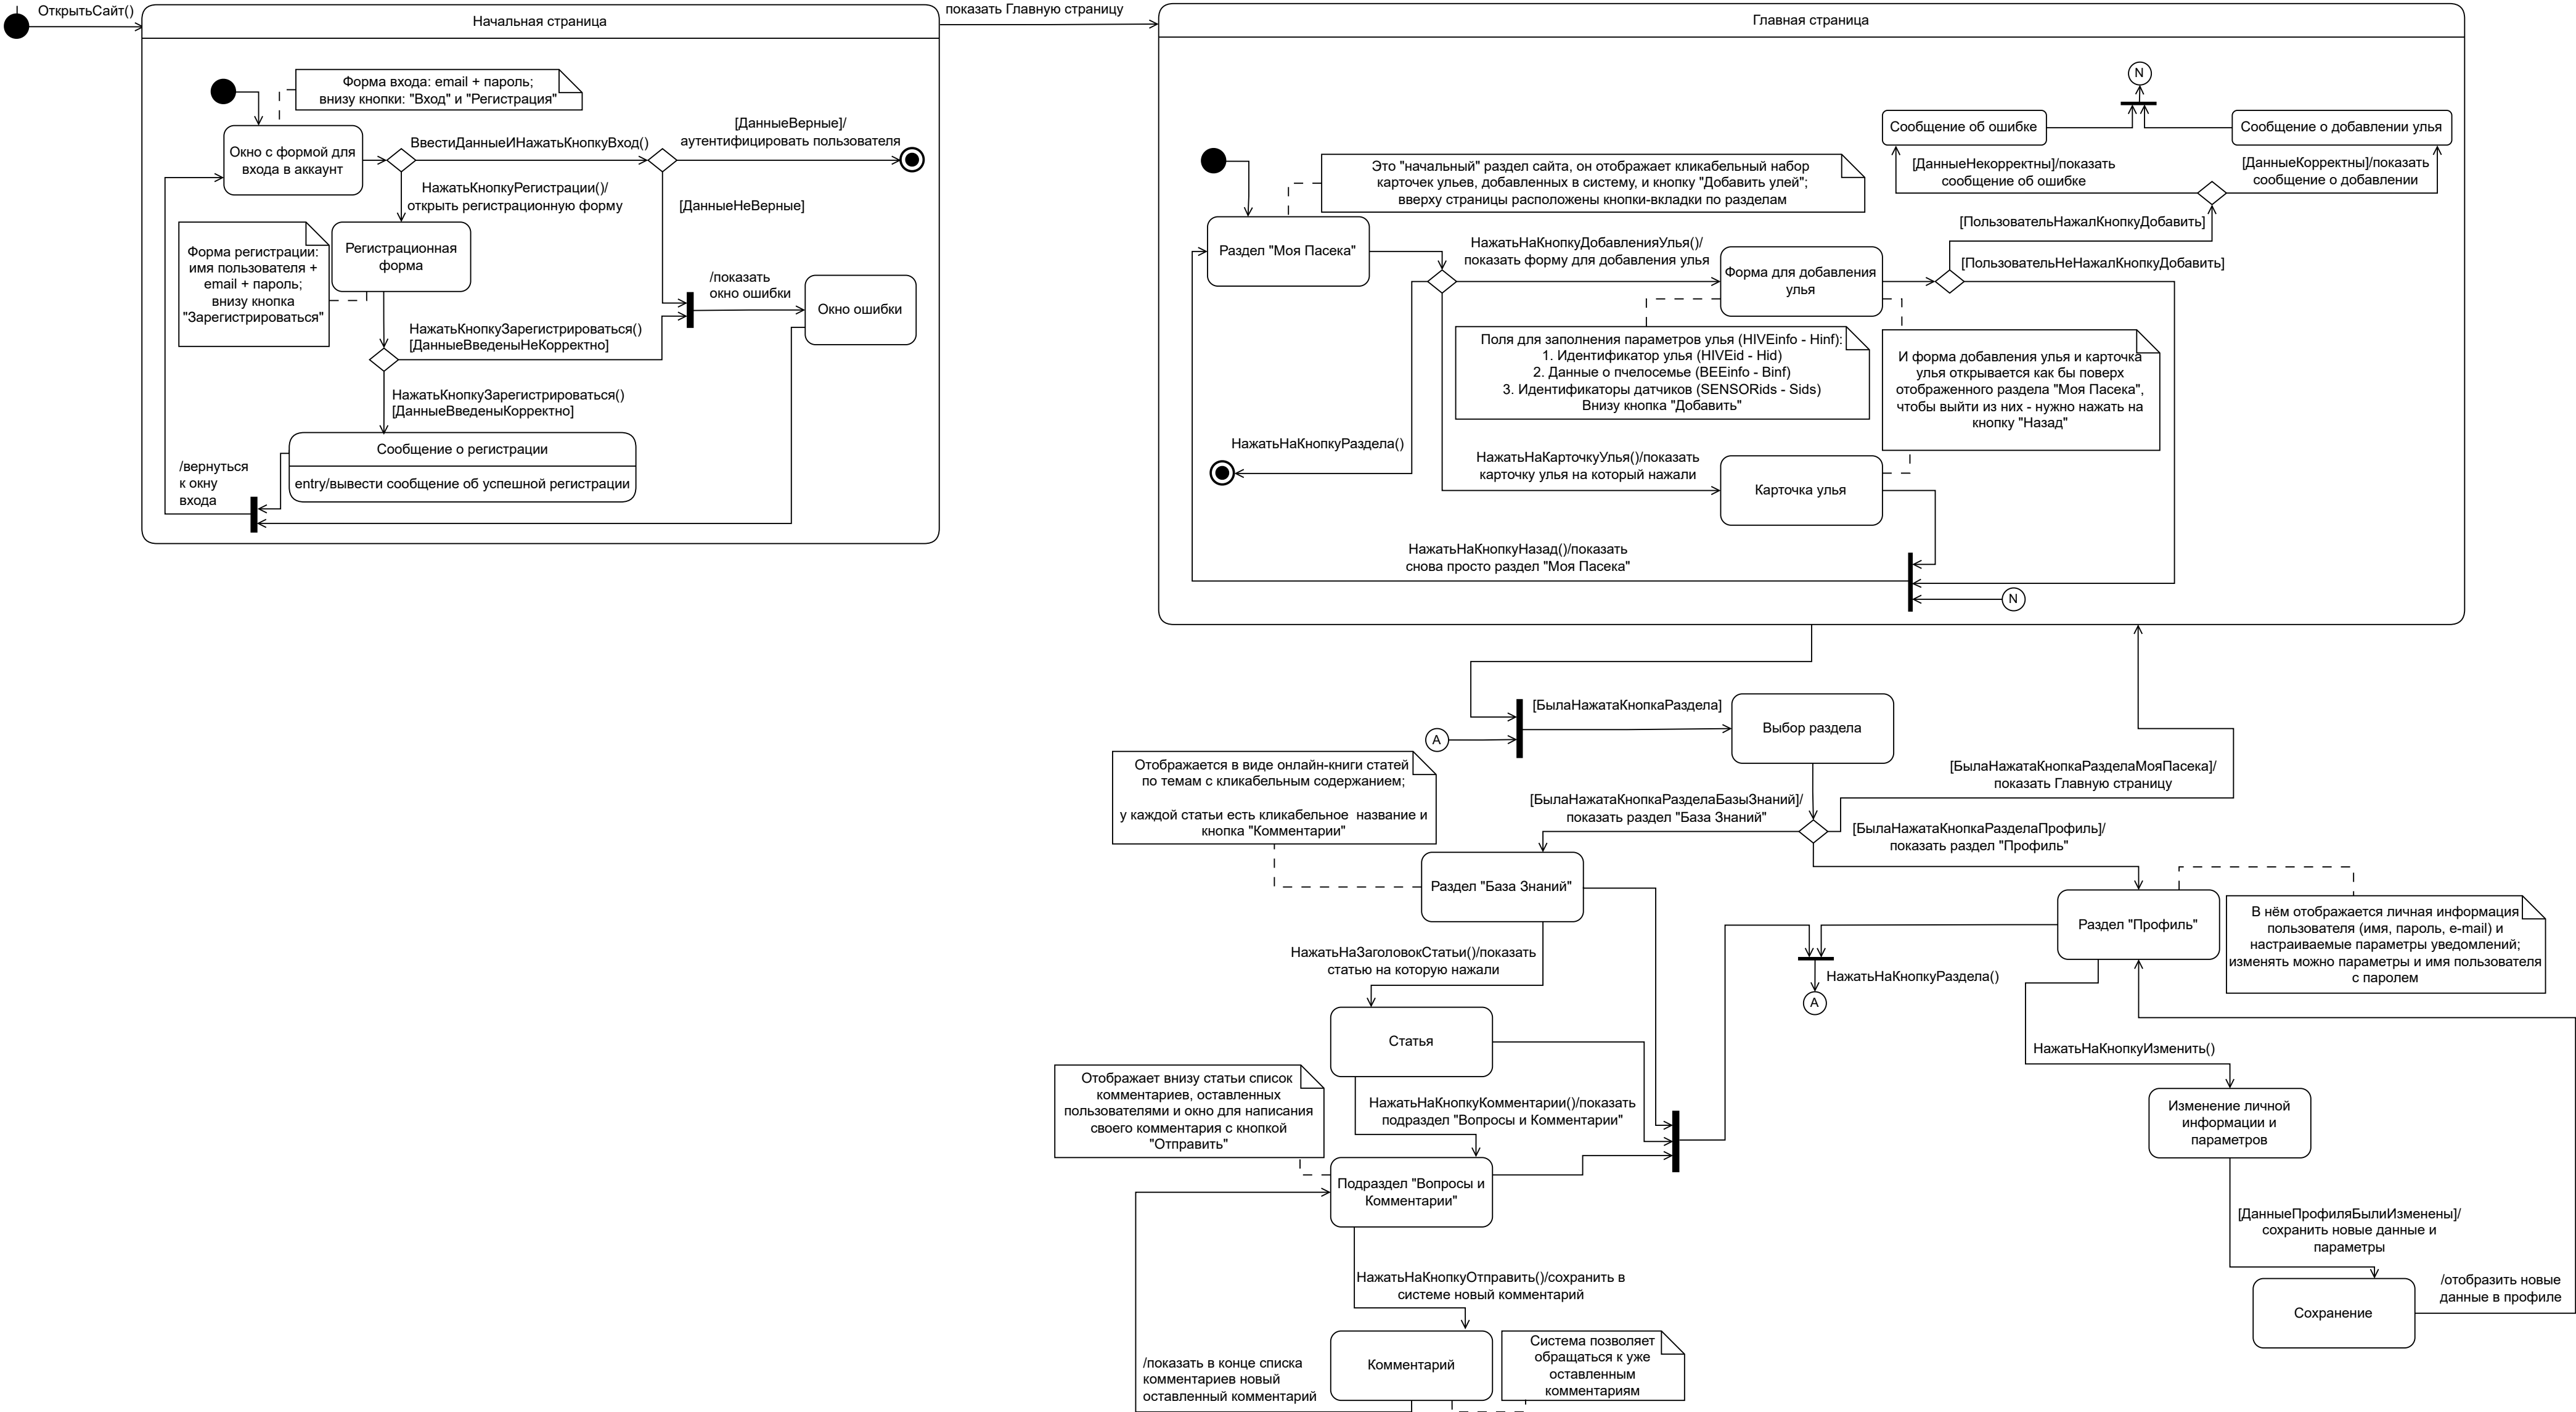 ОткрытьСайт()
Начальная страница
показать Главную страницу
Главная страница
Форма входа: email + пароль;
внизу кнопки: "Вход" и "Регистрация"
Окно с формой для
входа в аккаунт
ВвестиДанныеИНажатьКнопкуВход()
[ДанныеВерные]/
аутентифицировать пользователя
НажатьКнопкуРегистрации()/
открыть регистрационную форму
[ДанныеНеВерные]
Форма регистрации:
имя пользователя +
email + пароль;
внизу кнопка
"Зарегистрироваться"
Регистрационная
форма
/показать
окно ошибки
Окно ошибки
НажатьКнопкуЗарегистрироваться()
[ДанныеВведеныНеКорректно]
НажатьКнопкуЗарегистрироваться()
[ДанныеВведеныКорректно]
Сообщение о регистрации
entry/вывести сообщение об успешной регистрации
/вернуться
к окну
входа
N
Сообщение об ошибке
Сообщение о добавлении улья
[ДанныеНекорректны]/показать
сообщение об ошибке
[ДанныеКорректны]/показать
сообщение о добавлении
Это "начальный" раздел сайта, он отображает кликабельный набор
карточек ульев, добавленных в систему, и кнопку "Добавить улей";
вверху страницы расположены кнопки-вкладки по разделам
Раздел "Моя Пасека"
НажатьНаКнопкуДобавленияУлья()/
показать форму для добавления улья
Форма для добавления
улья
[ПользовательНажалКнопкуДобавить]
[ПользовательНеНажалКнопкуДобавить]
Поля для заполнения параметров улья (HIVEinfo - Hinf):
1. Идентификатор улья (HIVEid - Hid)
2. Данные о пчелосемье (BEEinfo - Binf)
3. Идентификаторы датчиков (SENSORids - Sids)
Внизу кнопка "Добавить"
И форма добавления улья и карточка
улья открывается как бы поверх
отображенного раздела "Моя Пасека",
чтобы выйти из них - нужно нажать на
кнопку "Назад"
НажатьНаКнопкуРаздела()
НажатьНаКарточкуУлья()/показать
карточку улья на который нажали
Карточка улья
НажатьНаКнопкуНазад()/показать
снова просто раздел "Моя Пасека"
N
[БылаНажатаКнопкаРаздела]
Выбор раздела
A
Отображается в виде онлайн-книги статей
по темам с кликабельным содержанием;
у каждой статьи есть кликабельное  название и
кнопка "Комментарии"
[БылаНажатаКнопкаРазделаМояПасека]/
показать Главную страницу
[БылаНажатаКнопкаРазделаБазыЗнаний]/
показать раздел "База Знаний"
[БылаНажатаКнопкаРазделаПрофиль]/
показать раздел "Профиль"
Раздел "База Знаний"
Раздел "Профиль"
В нём отображается личная информация
пользователя (имя, пароль, e-mail) и
настраиваемые параметры уведомлений;
изменять можно параметры и имя пользователя
с паролем
НажатьНаЗаголовокСтатьи()/показать
статью на которую нажали
НажатьНаКнопкуРаздела()
A
Статья
НажатьНаКнопкуИзменить()
Отображает внизу статьи список
комментариев, оставленных
пользователями и окно для написания
своего комментария с кнопкой
"Отправить"
НажатьНаКнопкуКомментарии()/показать
подраздел "Вопросы и Комментарии"
Изменение личной
информации и
параметров
Подраздел "Вопросы и
Комментарии"
[ДанныеПрофиляБылиИзменены]/
сохранить новые данные и
параметры
НажатьНаКнопкуОтправить()/сохранить в
системе новый комментарий
/отобразить новые
данные в профиле
Сохранение
Комментарий
Система позволяет
обращаться к уже
оставленным
комментариям
/показать в конце списка
комментариев новый
оставленный комментарий